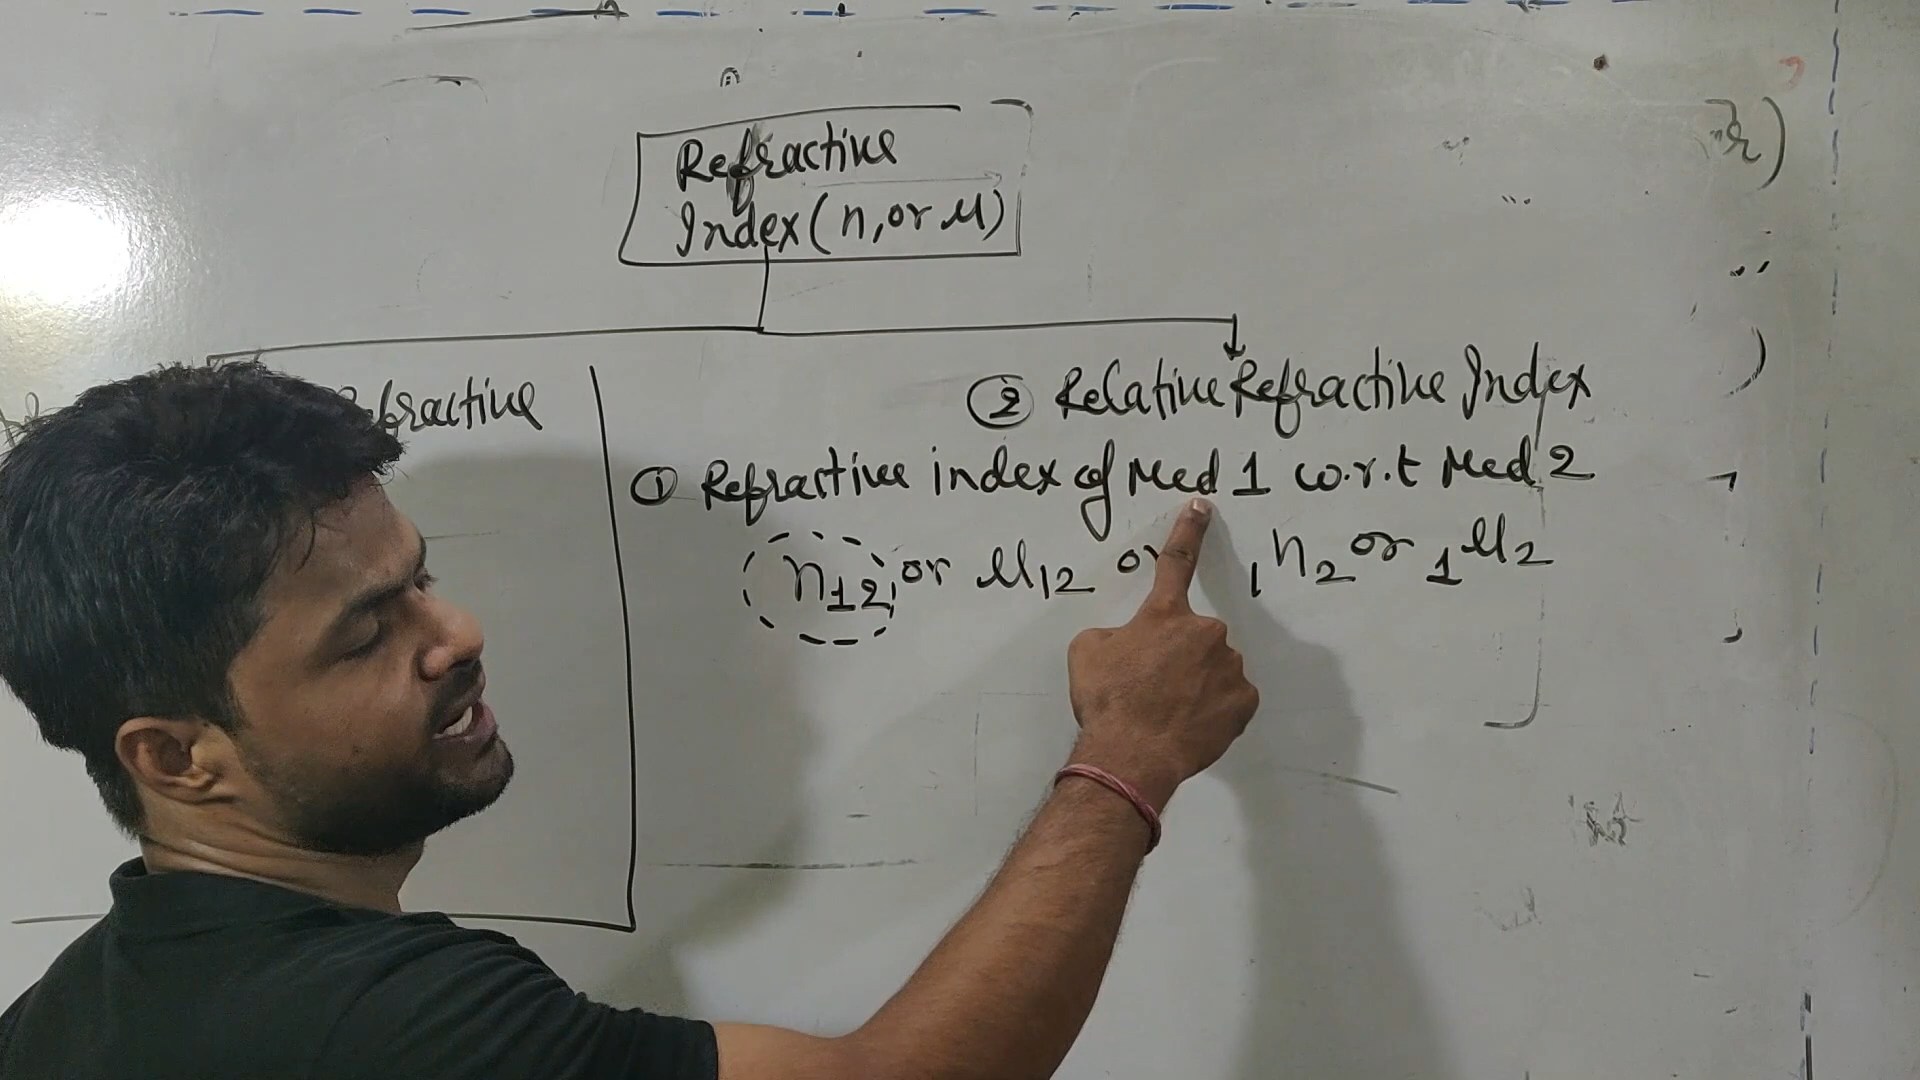 Refractive
Index (n, or μ)
Refractive
② Relative Refractive Index
① Refractive index of Med 1 w.r.t Med 2
n₁₂ or μ₁₂ or ₁n₂ or ₁μ₂